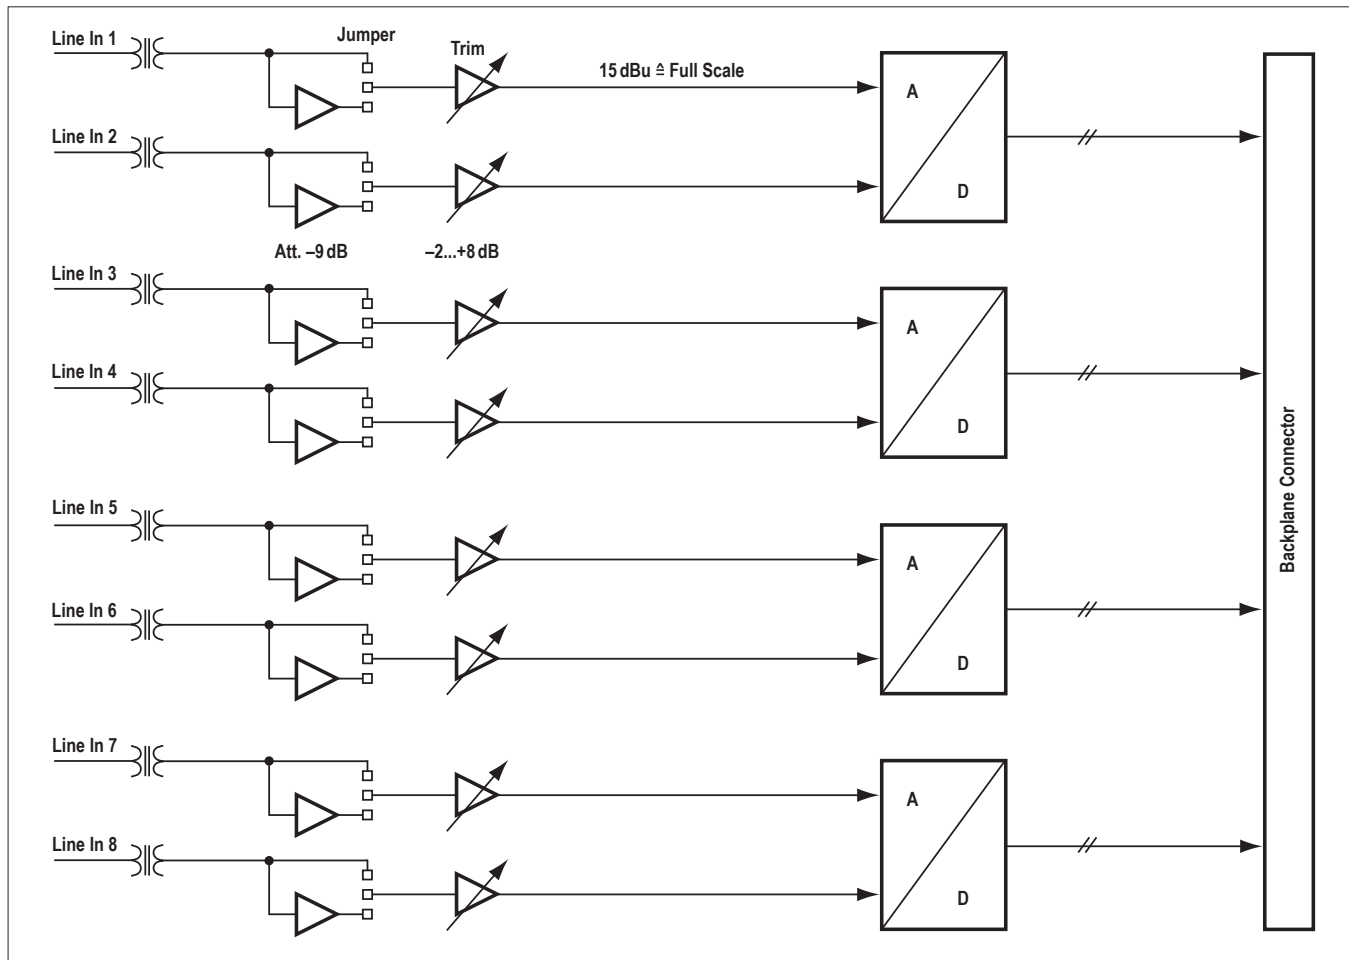 Line In 1
Jumper
Trim
15 dBu ≙ Full Scale
A
D
Line In 2
Att. –9 dB
–2...+8 dB
Line In 3
A
D
Line In 4
Line In 5
A
D
Line In 6
Line In 7
A
D
Line In 8
Backplane Connector